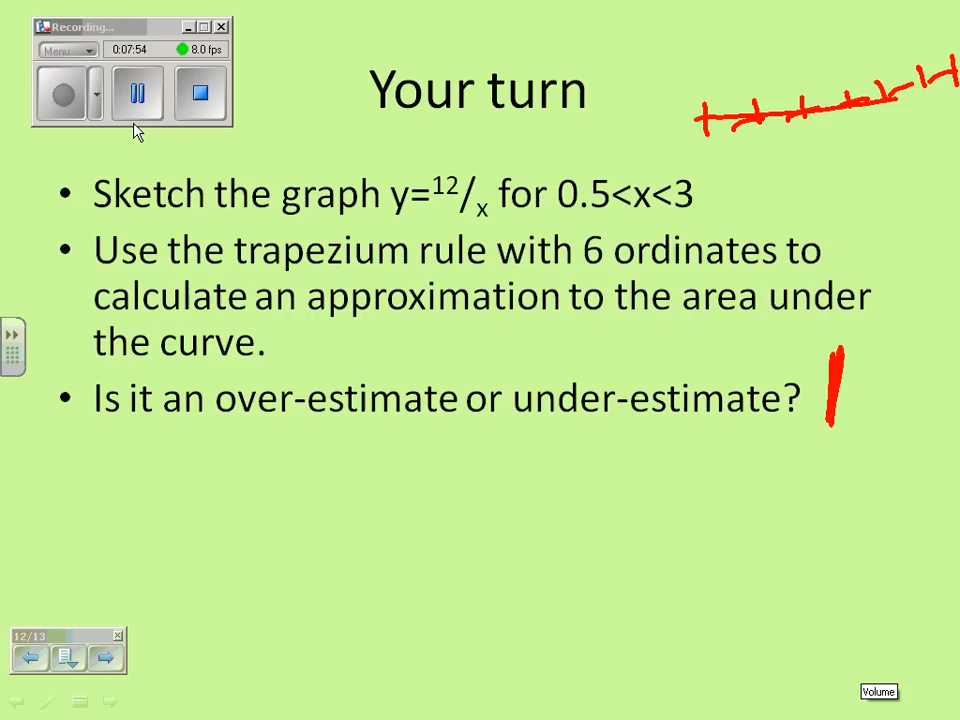 Recording...
Menu
0:07:54
8.0 fps
Your turn
• Sketch the graph y=12/x for 0.5<x<3
• Use the trapezium rule with 6 ordinates to
calculate an approximation to the area under
the curve.
• Is it an over-estimate or under-estimate?
12/13
Volume